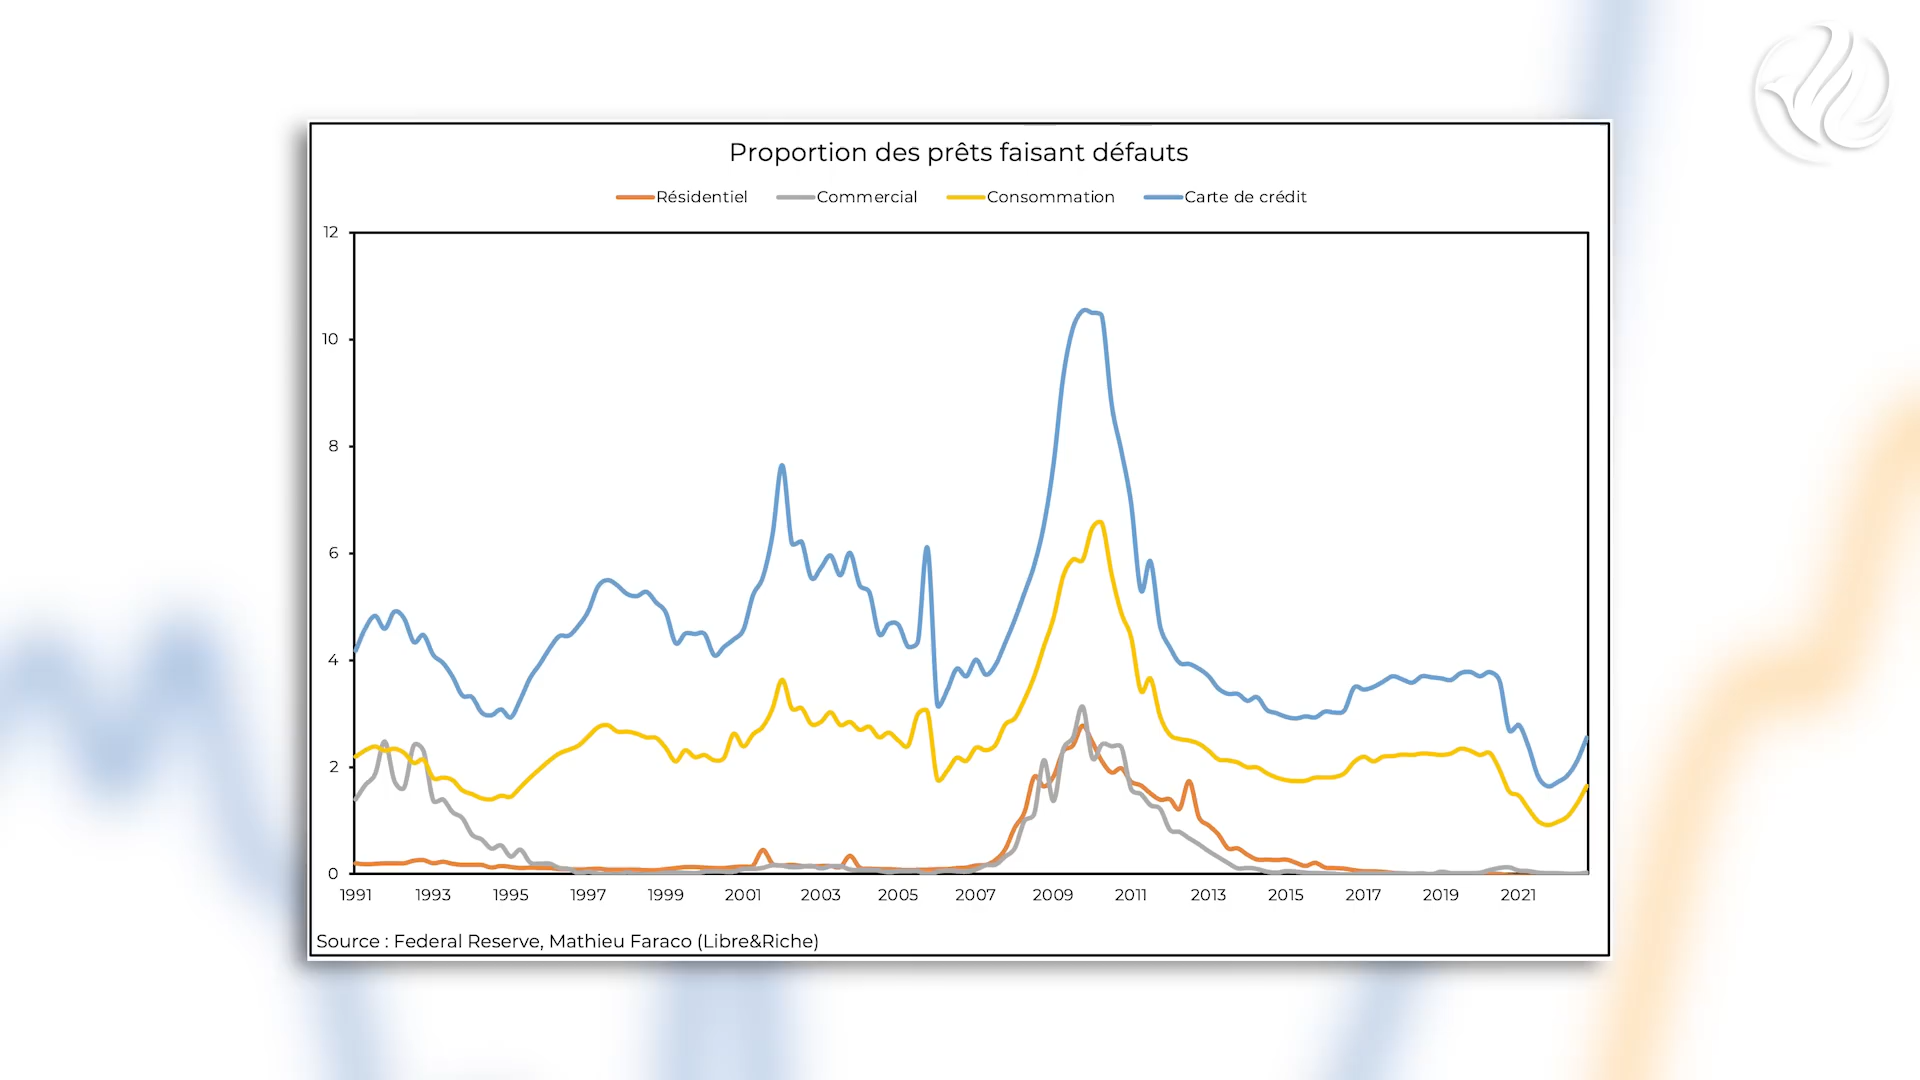 Proportion des prêts faisant défauts
Résidentiel Commercial Consommation Carte de crédit
12
10
8
6
4
2
0
1991 1993 1995 1997 1999 2001 2003 2005 2007 2009 2011 2013 2015 2017 2019 2021
Source : Federal Reserve, Mathieu Faraco (Libre&Riche)